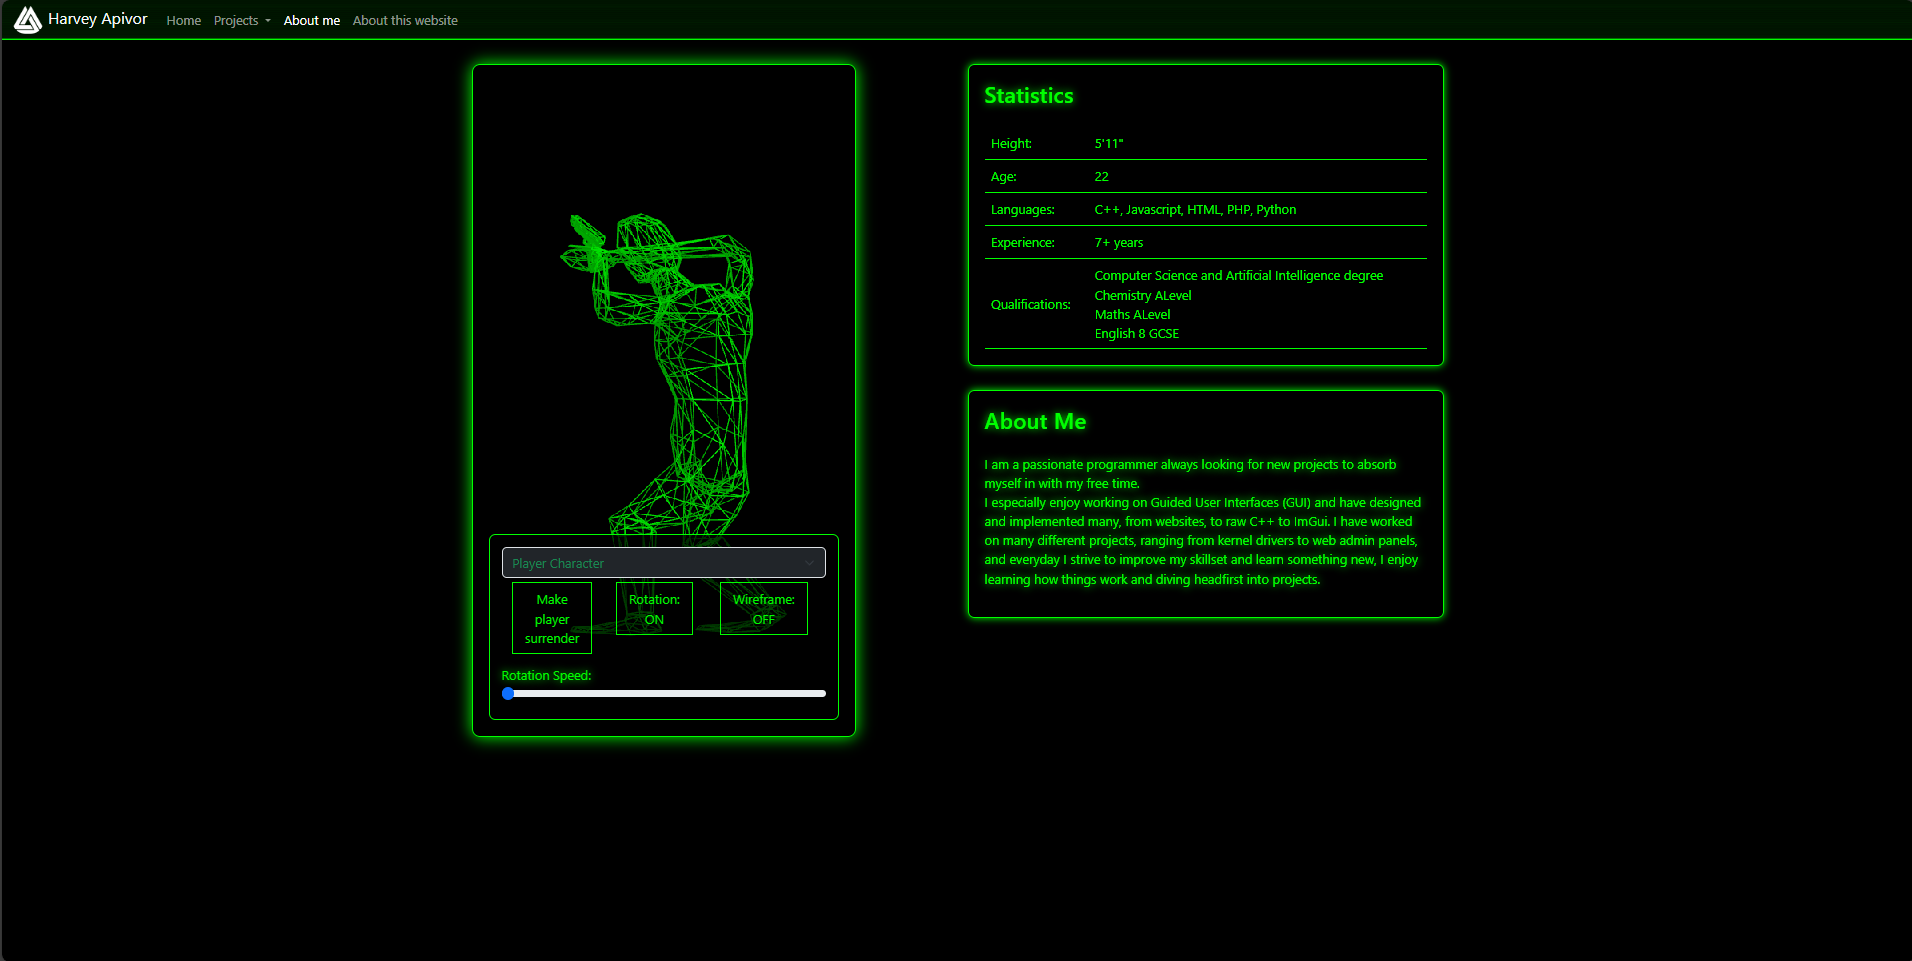 Harvey Apivor Home Projects About me About this website
Player Character
Make
player
surrender
Rotation:
ON
Wireframe:
OFF
Rotation Speed:
Statistics
Height: 5'11"
Age: 22
Languages: C++, Javascript, HTML, PHP, Python
Experience: 7+ years
Qualifications: Computer Science and Artificial Intelligence degree
Chemistry ALevel
Maths ALevel
English 8 GCSE
About Me
I am a passionate programmer always looking for new projects to absorb
myself in with my free time.
I especially enjoy working on Guided User Interfaces (GUI) and have designed
and implemented many, from websites, to raw C++ to ImGui. I have worked
on many different projects, ranging from kernel drivers to web admin panels,
and everyday I strive to improve my skillset and learn something new, I enjoy
learning how things work and diving headfirst into projects.